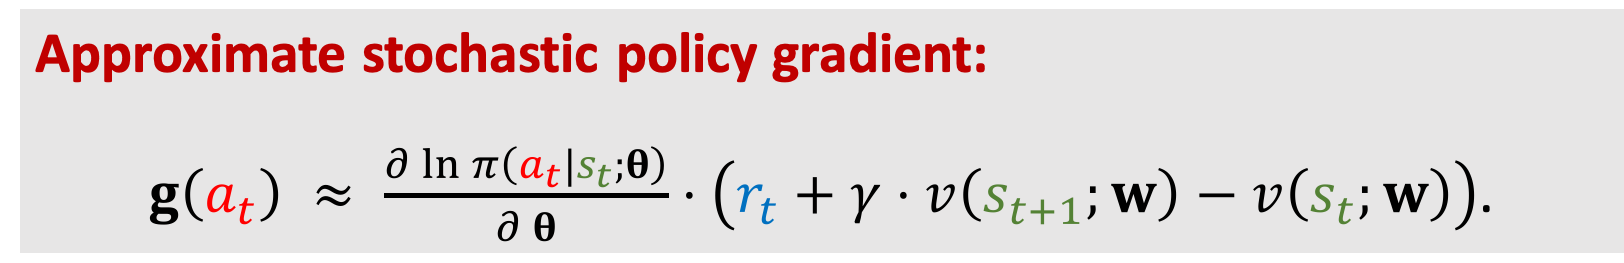 Approximate stochastic policy gradient:
𝐠(a_t) ≈ ∂ ln π(a_t|s_t;𝛉) / ∂ 𝛉 · (r_t + γ · v(s_{t+1}; 𝐰) − v(s_t; 𝐰)).